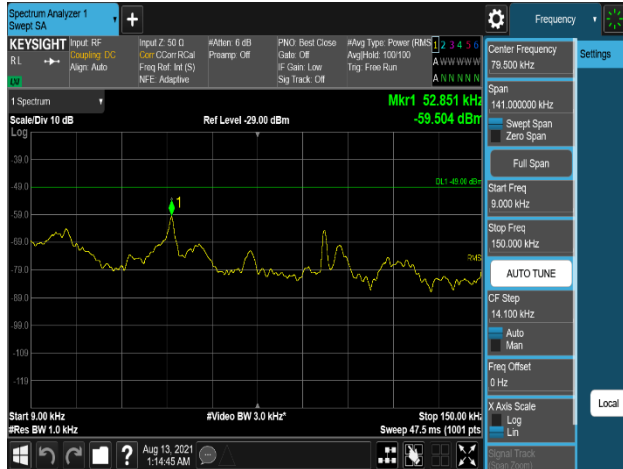 Spectrum Analyzer 1
Swept SA
Frequency
KEYSIGHT
Input: RF
Coupling: DC
Align: Auto
Input Z: 50 Ω
Corr CCorr RCal
Freq Ref: Int (S)
NFE: Adaptive
#Atten: 6 dB
Preamp: Off
PNO: Best Close
Gate: Off
IF Gain: Low
Sig Track: Off
#Avg Type: Power (RMS
Avg|Hold: 100/100
Trig: Free Run
1 2 3 4 5 6
A W W W W W
A N N N N N
R L
LV
1 Spectrum
Mkr1 52.851 kHz
Scale/Div 10 dB
Ref Level -29.00 dBm
-59.504 dBm
Log
-39.0
-49.0
DL1 -49.00 dBm
1
-59.0
-69.0
RMS
-79.0
-89.0
-99.0
-109
-119
Start 9.00 kHz
#Video BW 3.0 kHz*
Stop 150.00 kHz
#Res BW 1.0 kHz
Sweep 47.5 ms (1001 pts
Aug 13, 2021
1:14:45 AM
Center Frequency
79.500 kHz
Settings
Span
141.000000 kHz
Swept Span
Zero Span
Full Span
Start Freq
9.000 kHz
Stop Freq
150.000 kHz
AUTO TUNE
CF Step
14.100 kHz
Auto
Man
Freq Offset
0 Hz
X Axis Scale
Log
Lin
Local
Signal Track
(Span Zoom)